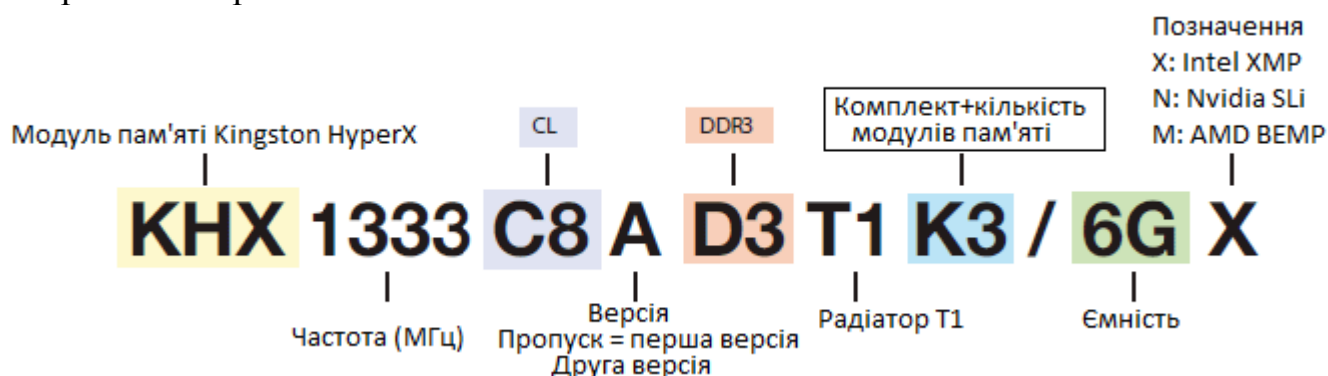 Позначення
X: Intel XMP
N: Nvidia SLi
M: AMD BEMP
Комплект+кількість
модулів пам'яті
CL
DDR3
Модуль пам'яті Kingston HyperX
KHX 1333 C8 A D3 T1 K3 / 6G X
Частота (МГц)
Версія
Пропуск = перша версія
Друга версія
Радіатор Т1
Ємність